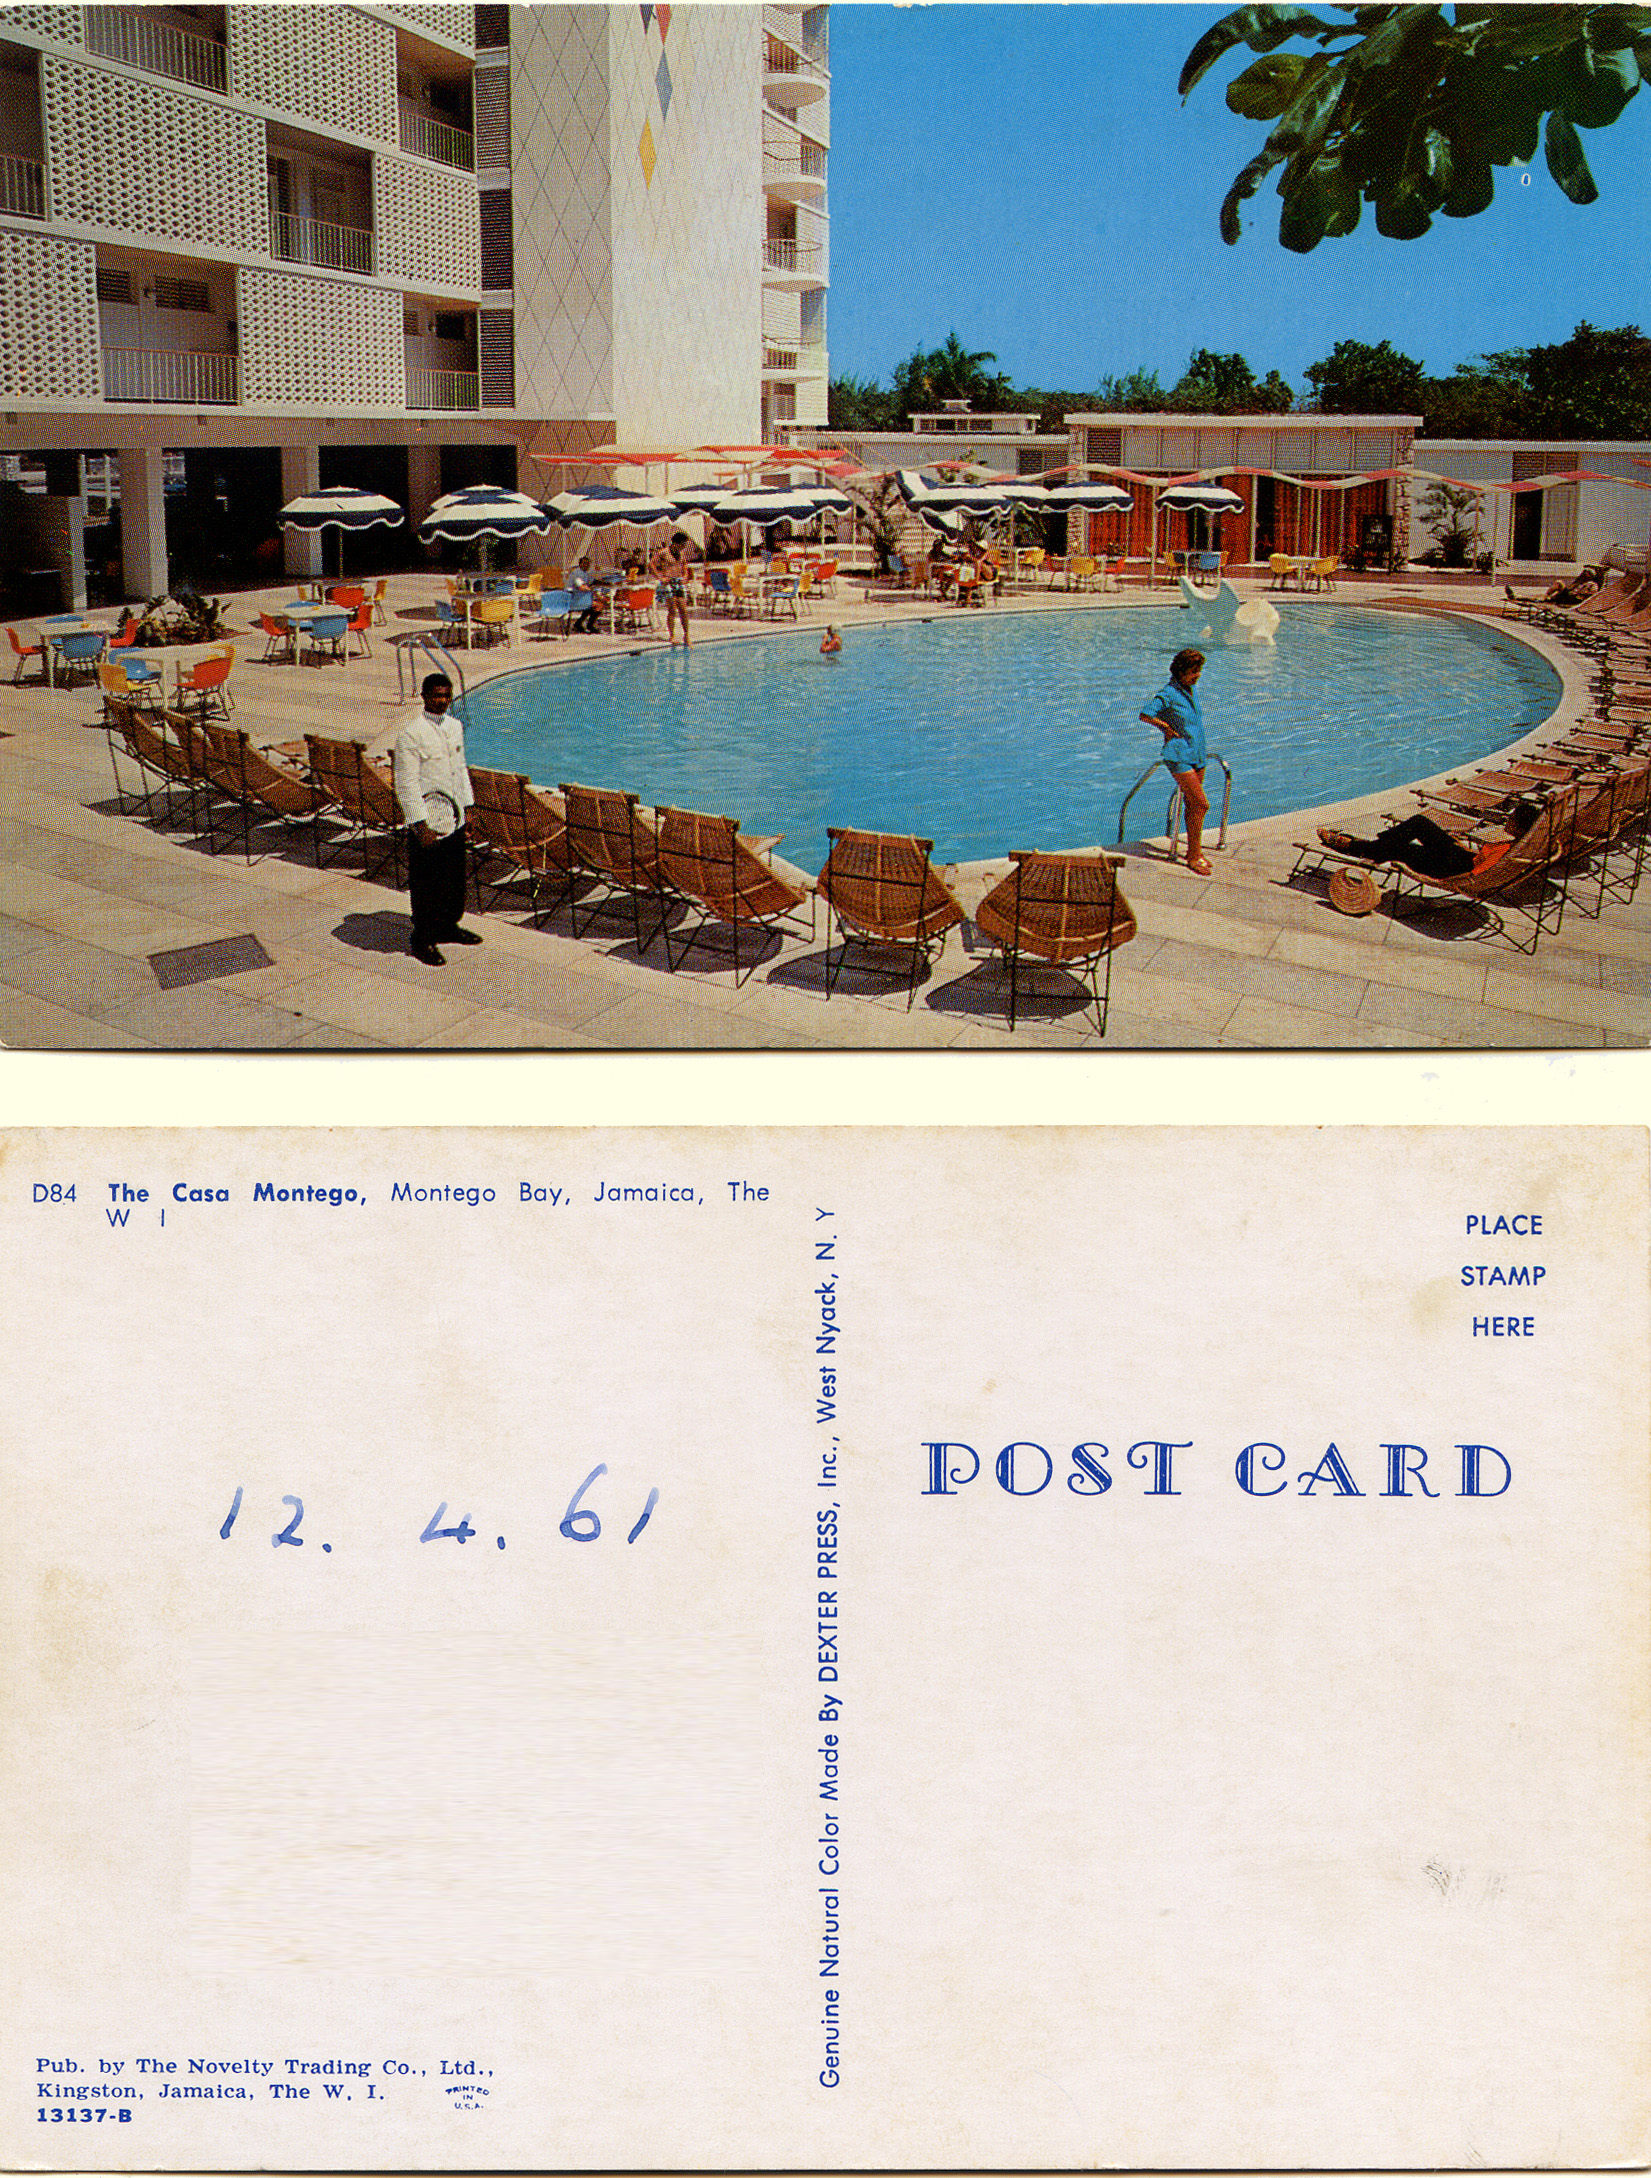 D84 The Casa Montego, Montego Bay, Jamaica, The
W I
12. 4. 61
Pub. by The Novelty Trading Co., Ltd.,
Kingston, Jamaica, The W. I.
13137-B
PRINTED
IN
U.S.A.
Genuine Natural Color Made By DEXTER PRESS, Inc., West Nyack, N. Y
PLACE
STAMP
HERE
POST CARD